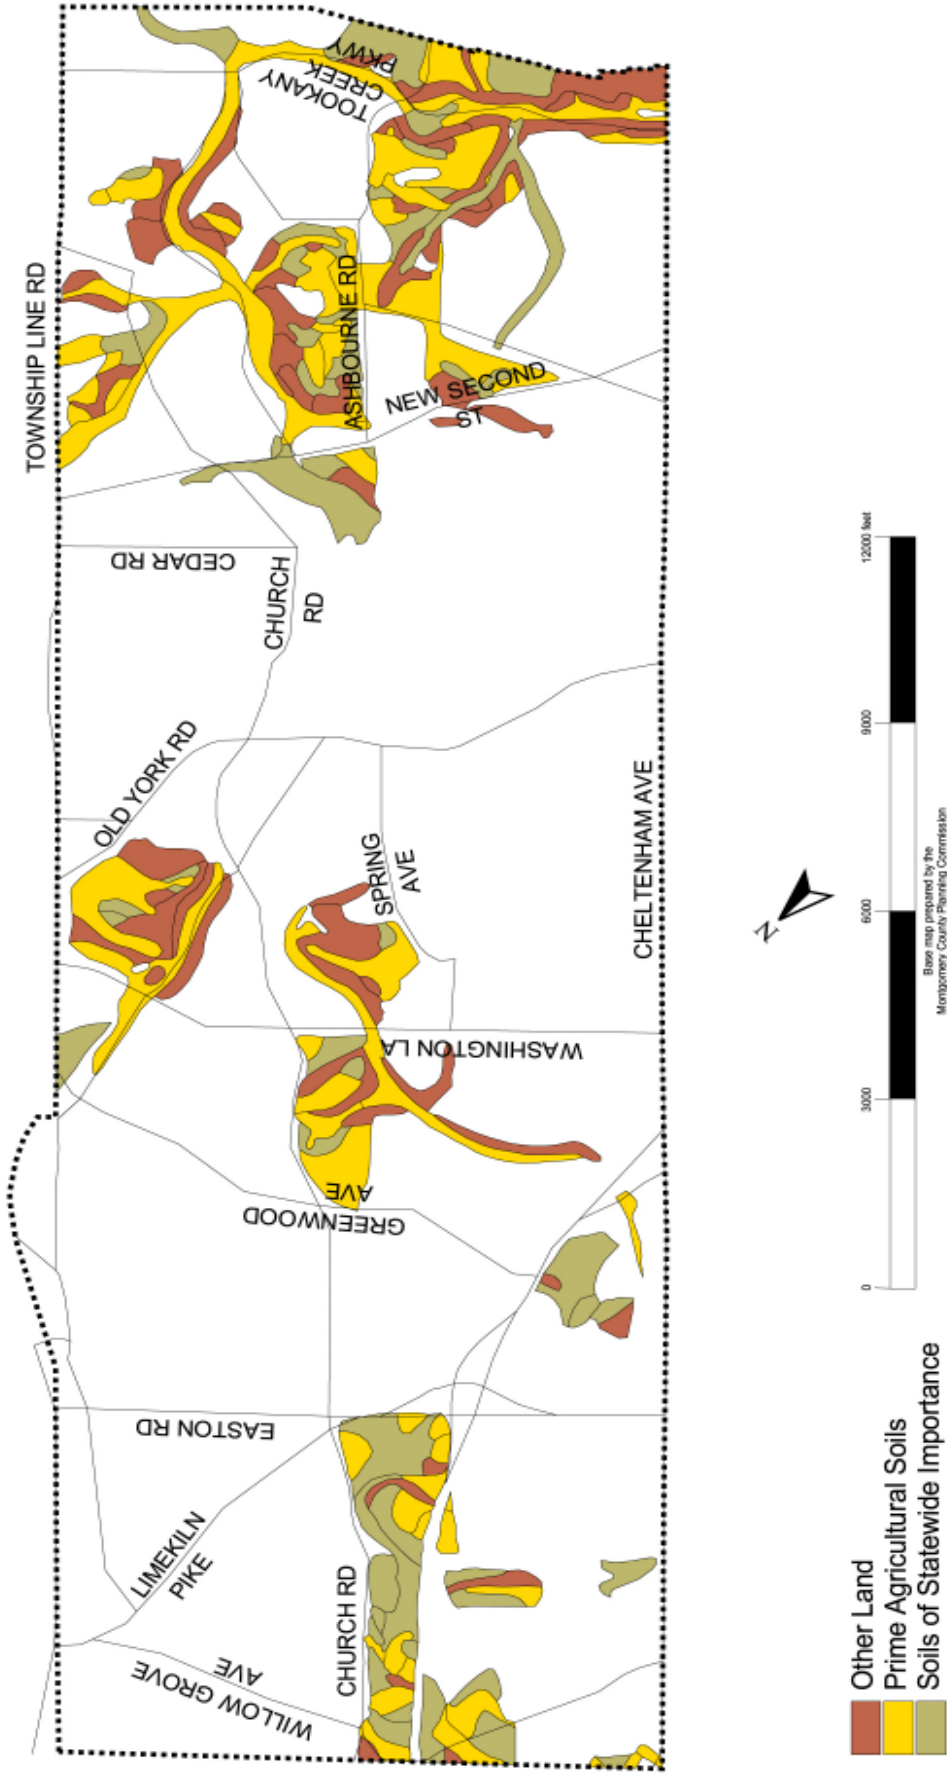 TOWNSHIP LINE RD
TOOKANY
CREEK
PKWY
ASHBOURNE RD
NEW SECOND
ST
CEDAR RD
CHURCH
RD
OLD YORK RD
SPRING
AVE
CHELTENHAM AVE
WASHINGTON LA
GREENWOOD
AVE
EASTON RD
LIMEKILN
PIKE
CHURCH RD
WILLOW GROVE
AVE
N
0
3000
6000
9000
12000 feet
Base map prepared by the
Montgomery County Planning Commission
Other Land
Prime Agricultural Soils
Soils of Statewide Importance